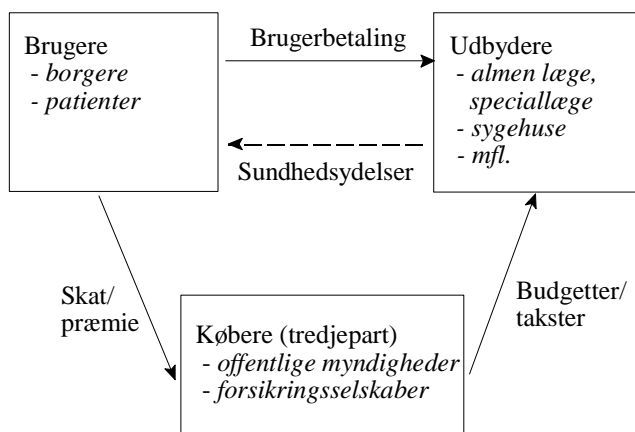 Brugere
- borgere
- patienter
Brugerbetaling
Udbydere
- almen læge,
speciallæge
- sygehuse
- mfl.
Sundhedsydelser
Skat/
præmie
Budgetter/
takster
Købere (tredjepart)
- offentlige myndigheder
- forsikringsselskaber